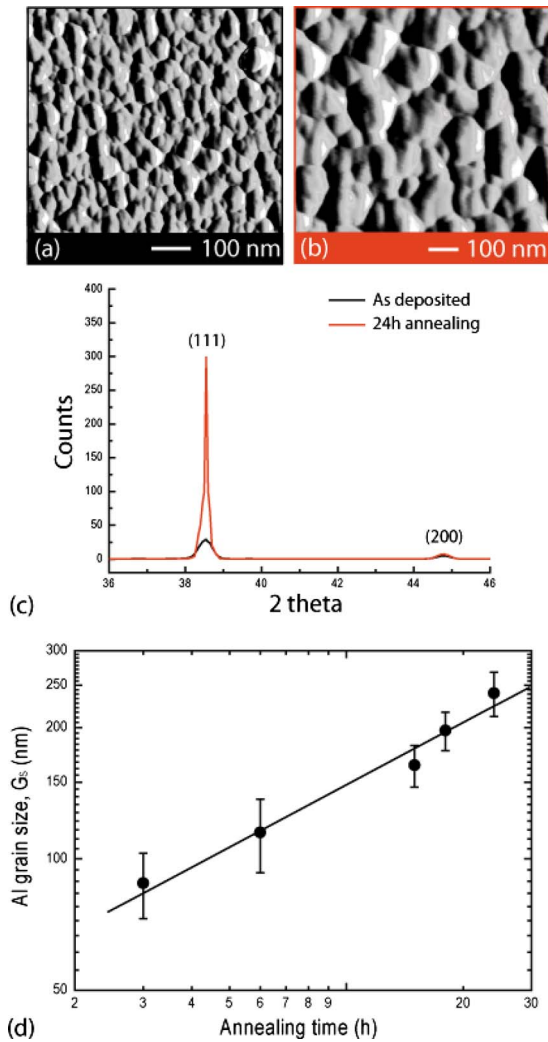 (a) 100 nm
(b) 100 nm
400
350
300
250
200
150
100
50
0
Counts
As deposited
24h annealing
(111)
(200)
36 38 40 42 44 46
2 theta
(c)
300
250
200
150
100
50
Al grain size, Gs (nm)
2 3 4 5 6 7 8 9 20 30
Annealing time (h)
(d)